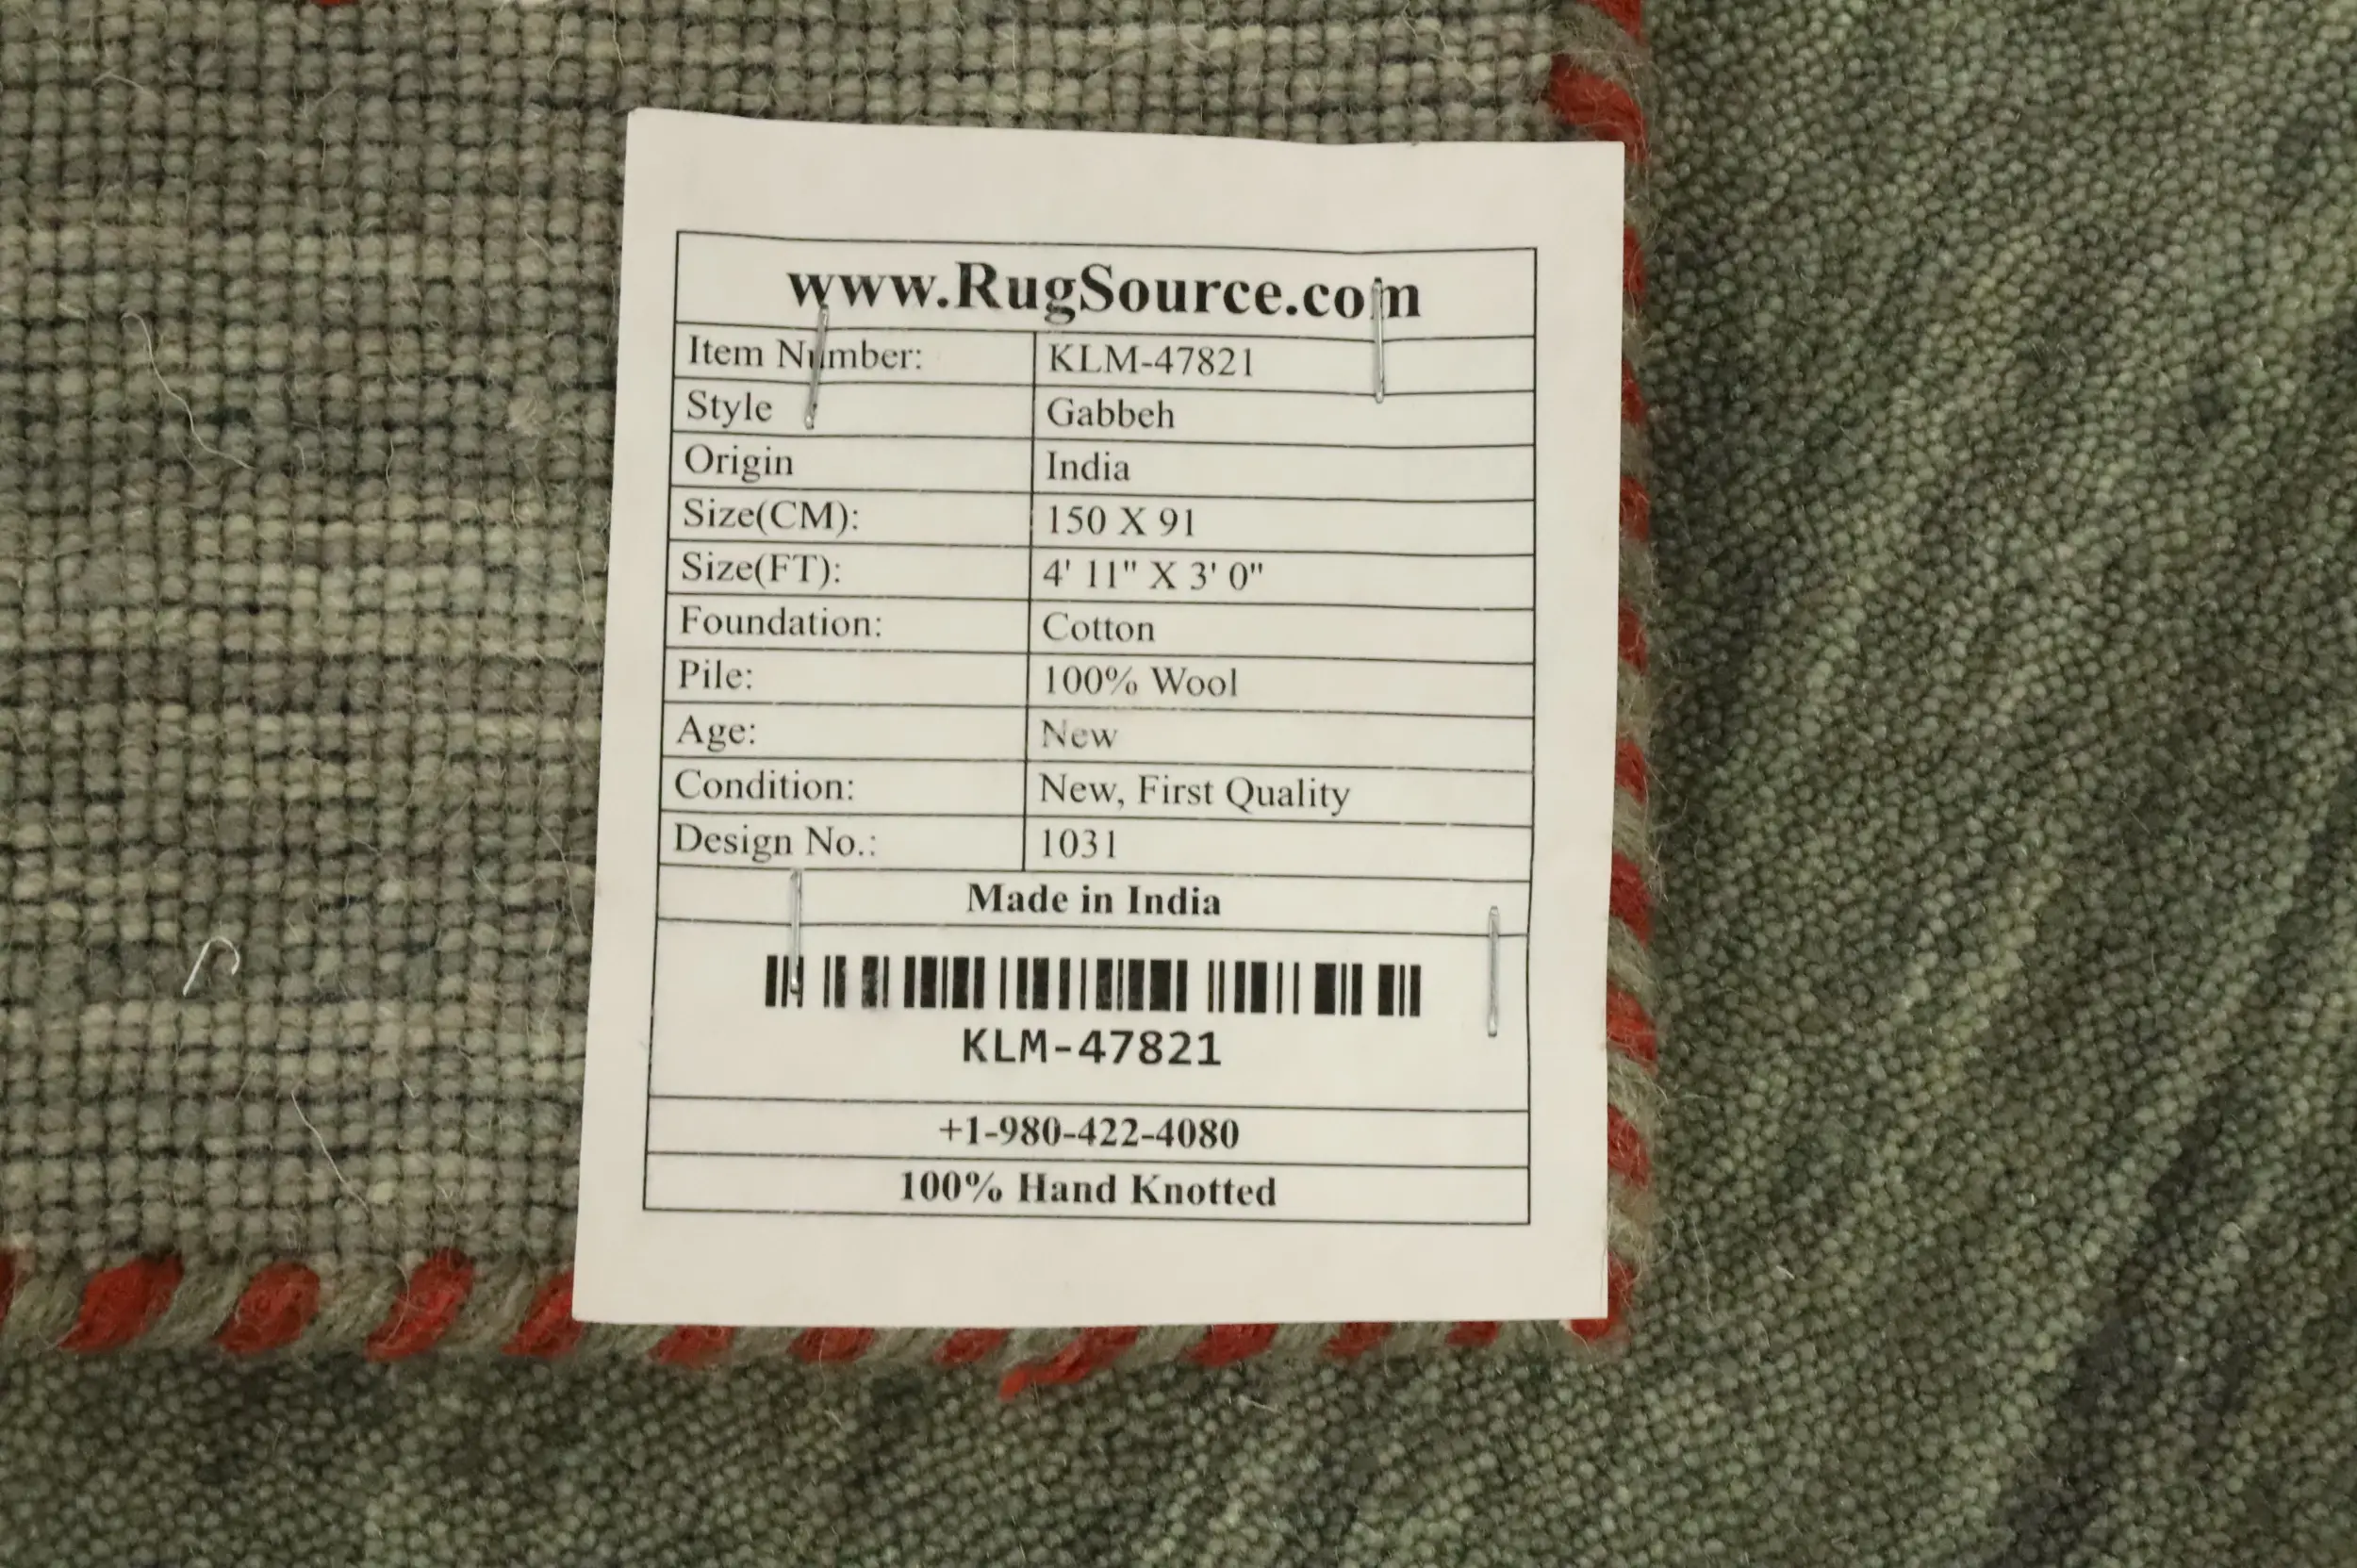 www.RugSource.com
Item Number: KLM-47821
Style Gabbeh
Origin India
Size(CM): 150 X 91
Size(FT): 4' 11" X 3' 0"
Foundation: Cotton
Pile: 100% Wool
Age: New
Condition: New, First Quality
Design No.: 1031
Made in India
KLM-47821
+1-980-422-4080
100% Hand Knotted